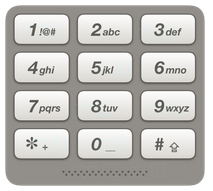 1 !@# 2 abc 3 def
4 ghi 5 jkl 6 mno
7 pqrs 8 tuv 9 wxyz
* + 0 _ # ⇧